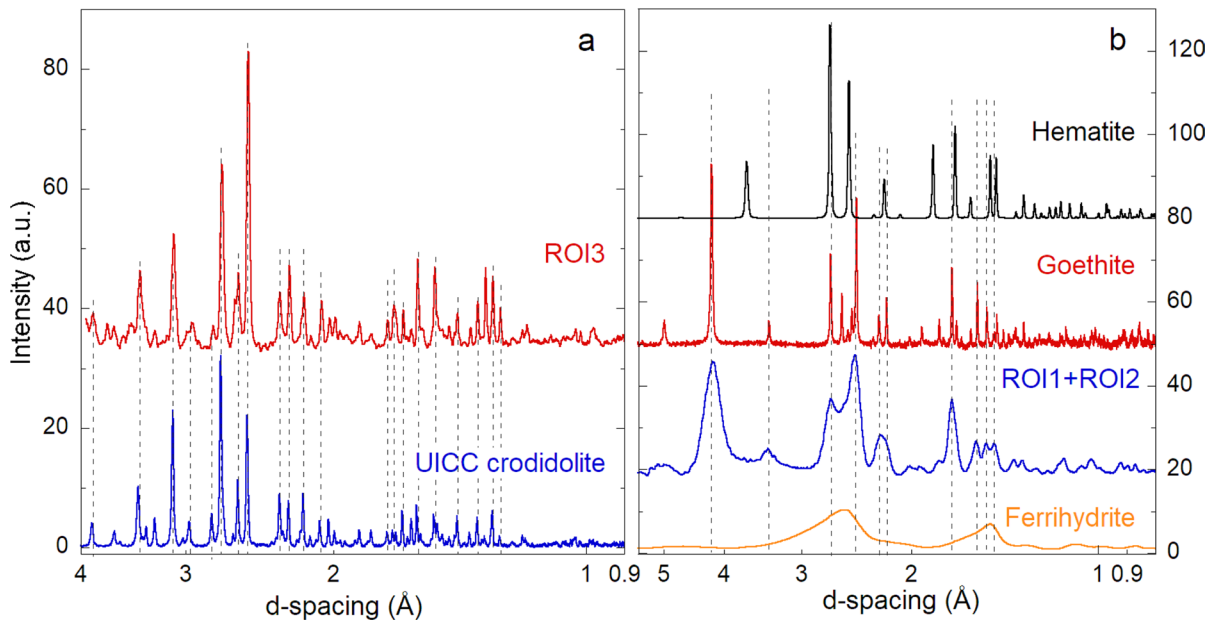 a
80
60
40
20
0
Intensity (a.u.)
ROI3
UICC crodidolite
4
3
2
1
0.9
d-spacing (Å)
b
120
100
80
60
40
20
0
Hematite
Goethite
ROI1+ROI2
Ferrihydrite
5
4
3
2
1
0.9
d-spacing (Å)